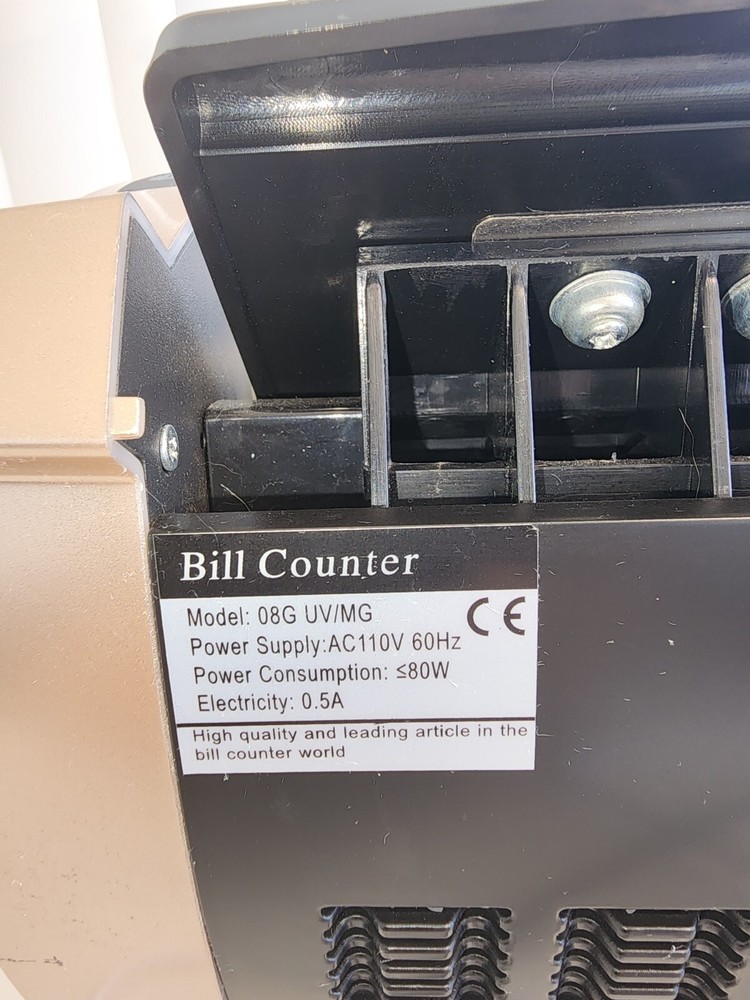 Bill Counter
Model: 08G UV/MG CE
Power Supply:AC110V 60Hz
Power Consumption: ≤80W
Electricity: 0.5A
High quality and leading article in the
bill counter world